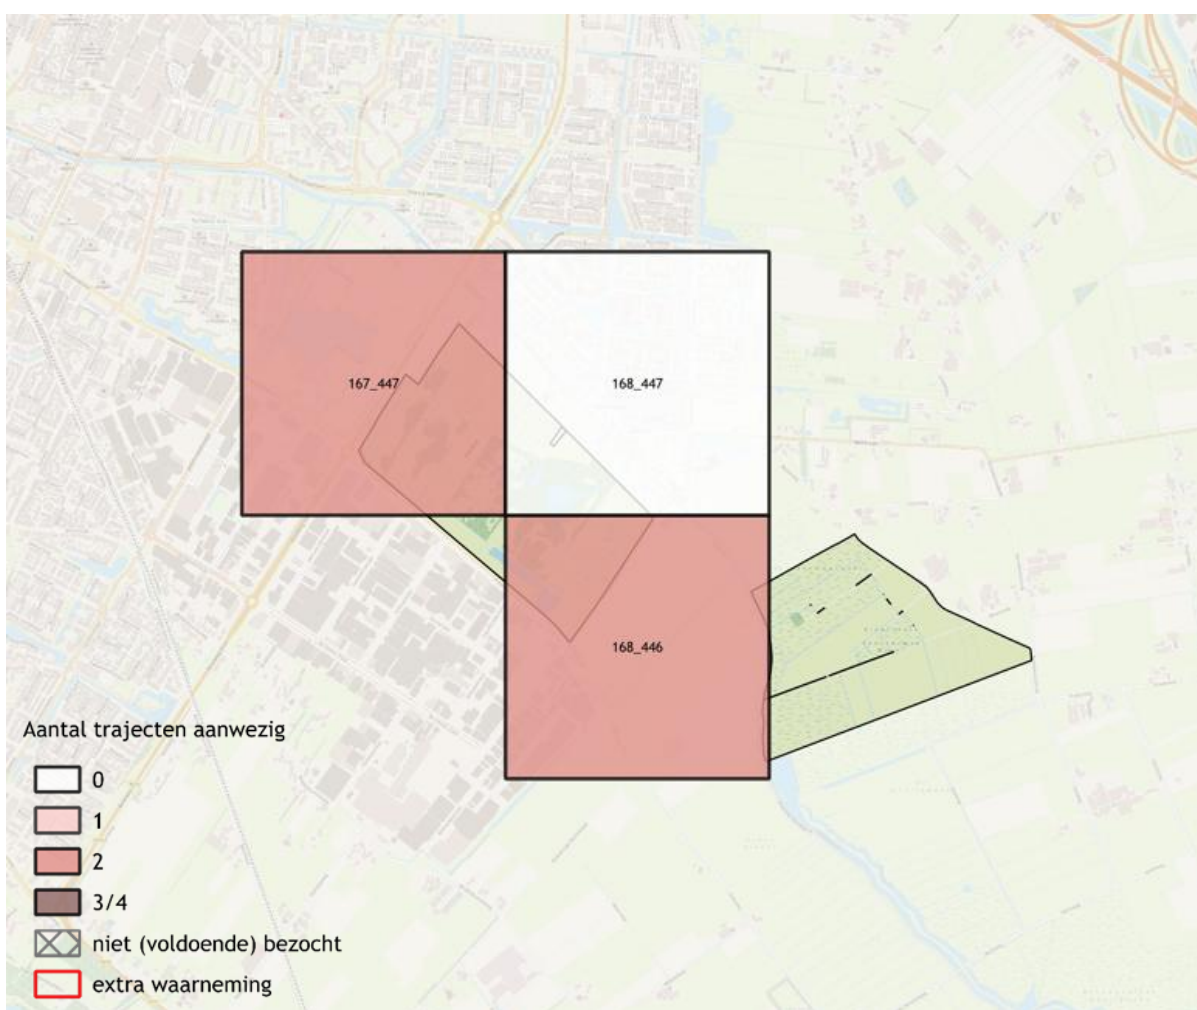 167_447
168_447
168_446
Aantal trajecten aanwezig
0
1
2
3/4
niet (voldoende) bezocht
extra waarneming